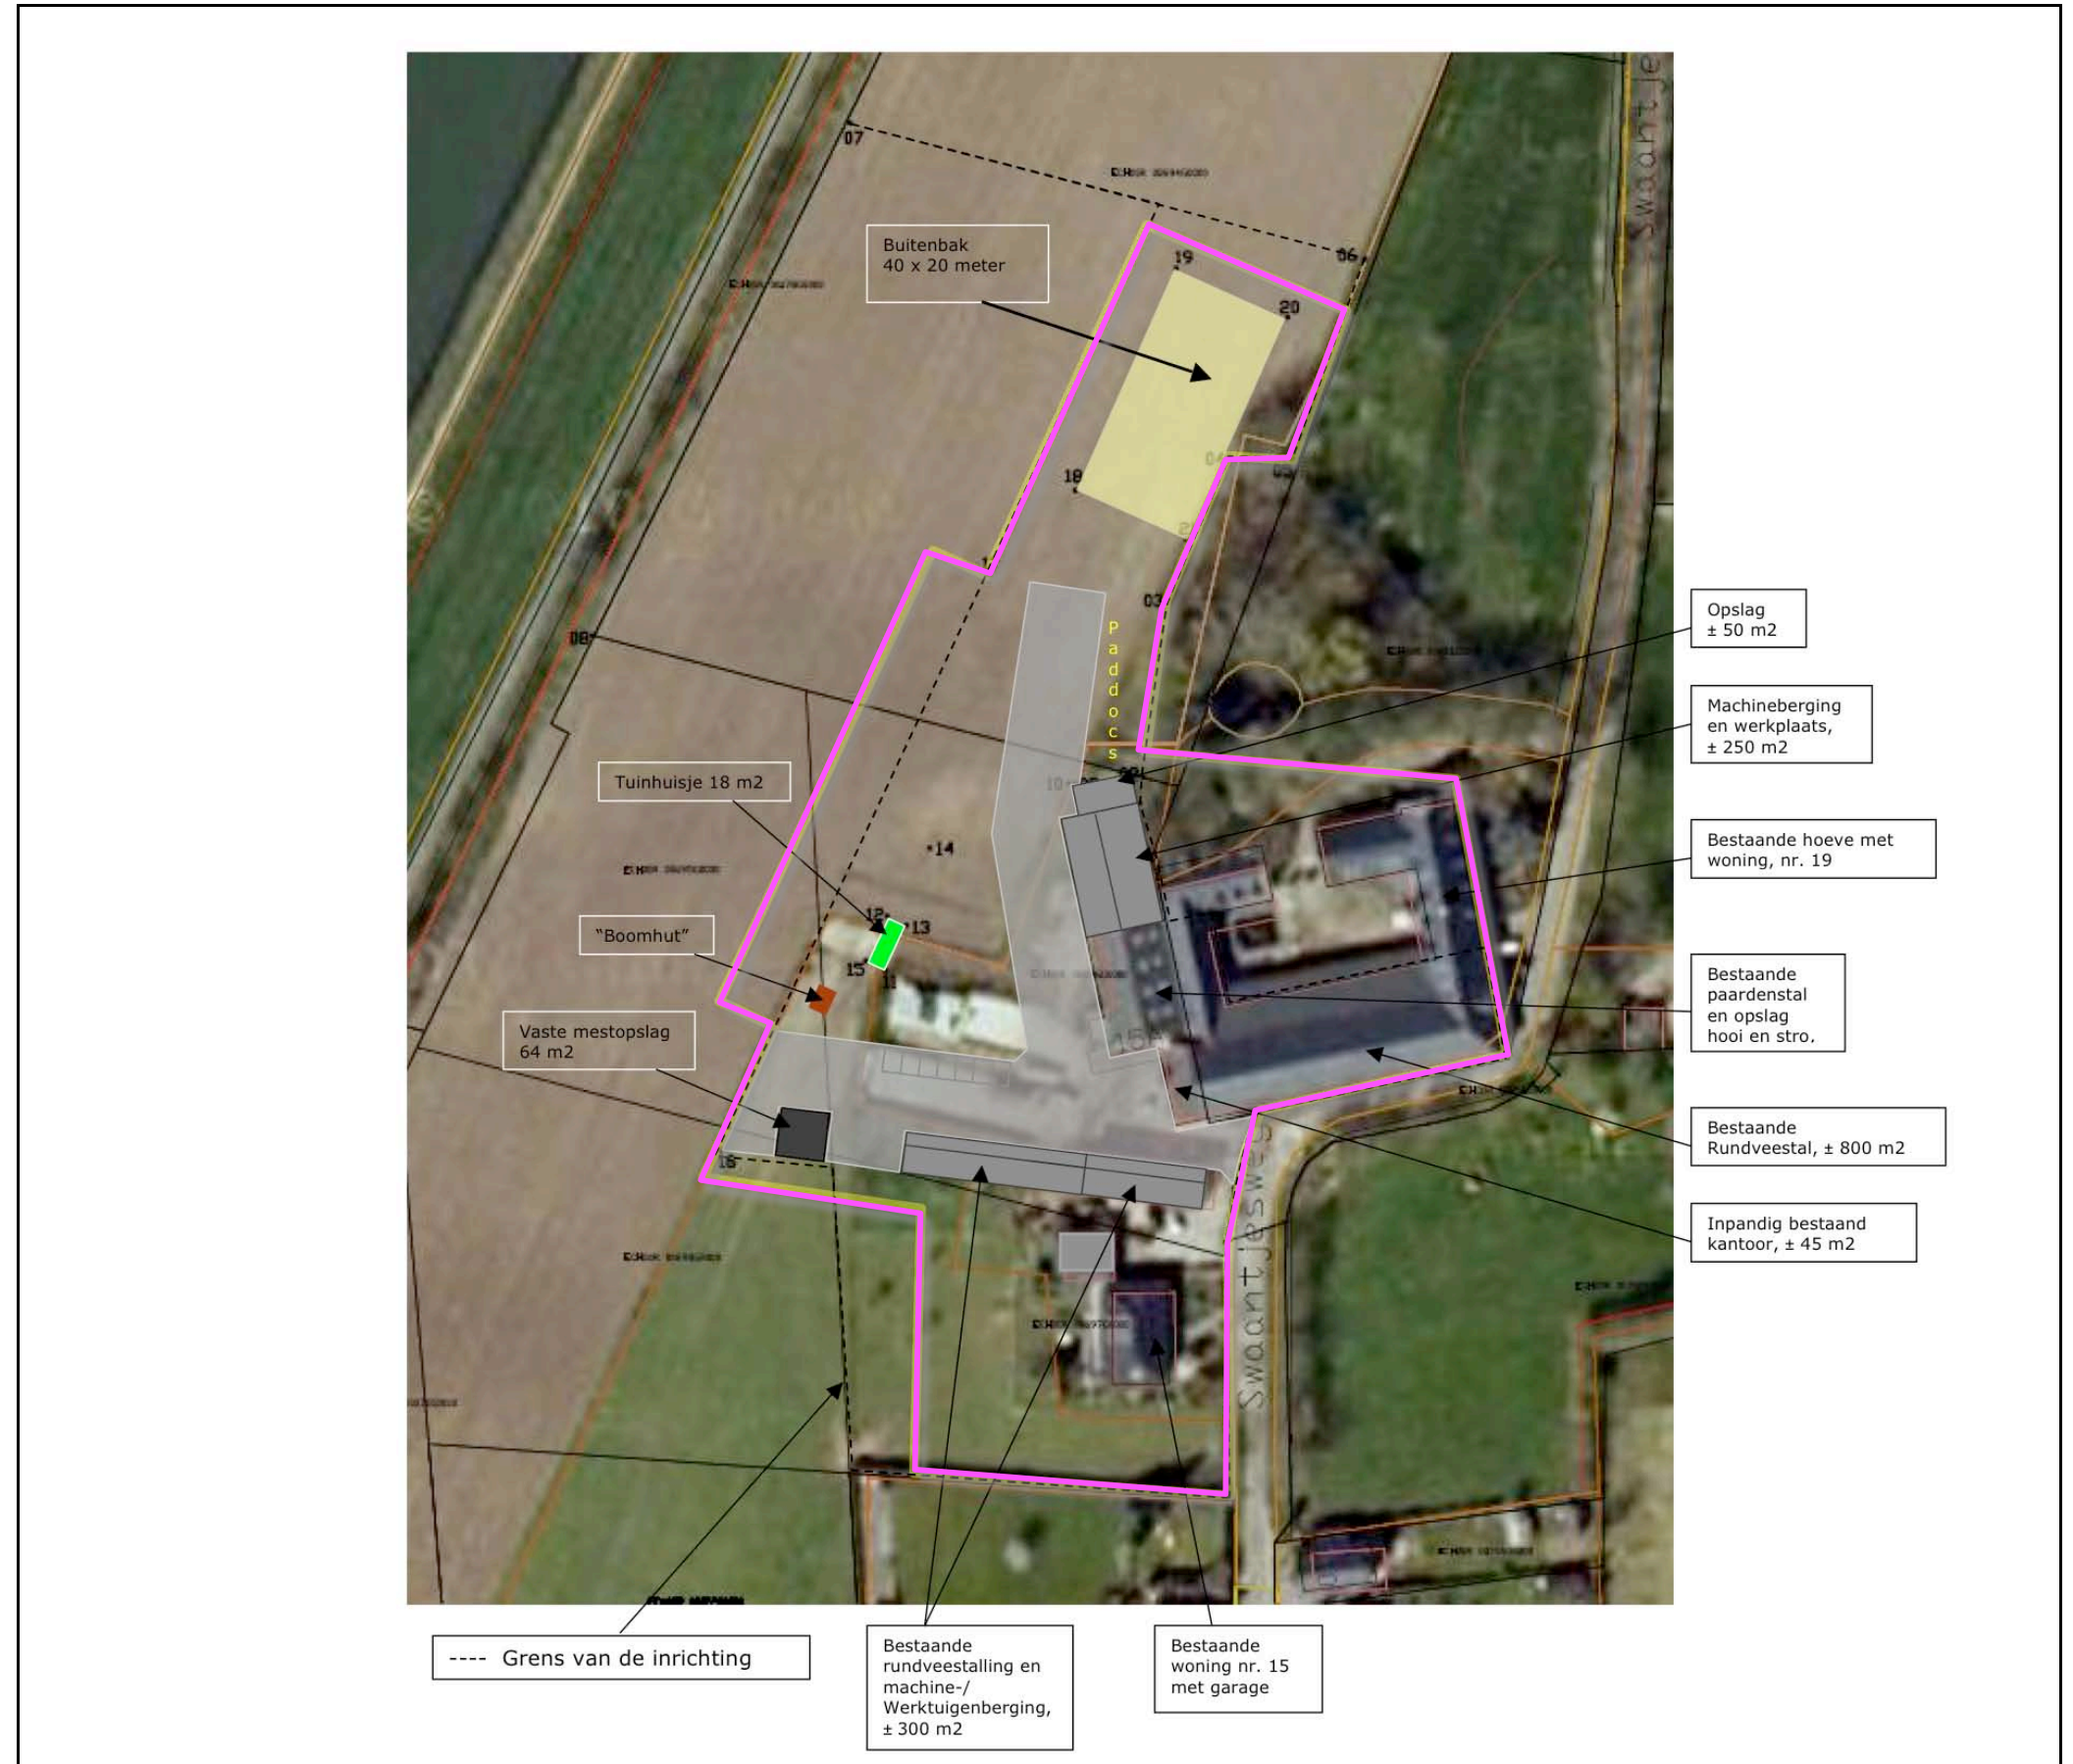 Swaantje
07
Buitenbak
40 x 20 meter
19
06
20
18
03
08
Paddocs
Opslag
± 50 m2
Machineberging
en werkplaats,
± 250 m2
Tuinhuisje 18 m2
Bestaande hoeve met
woning, nr. 19
14
12
13
"Boomhut"
15
11
Bestaande
paardenstal
en opslag
hooi en stro.
Vaste mestopslag
64 m2
15A
Bestaande
Rundveestal, ± 800 m2
16
Inpandig bestaand
kantoor, ± 45 m2
Swaantjesweg
---- Grens van de inrichting
Bestaande
rundveestalling en
machine-/
Werktuigenberging,
± 300 m2
Bestaande
woning nr. 15
met garage